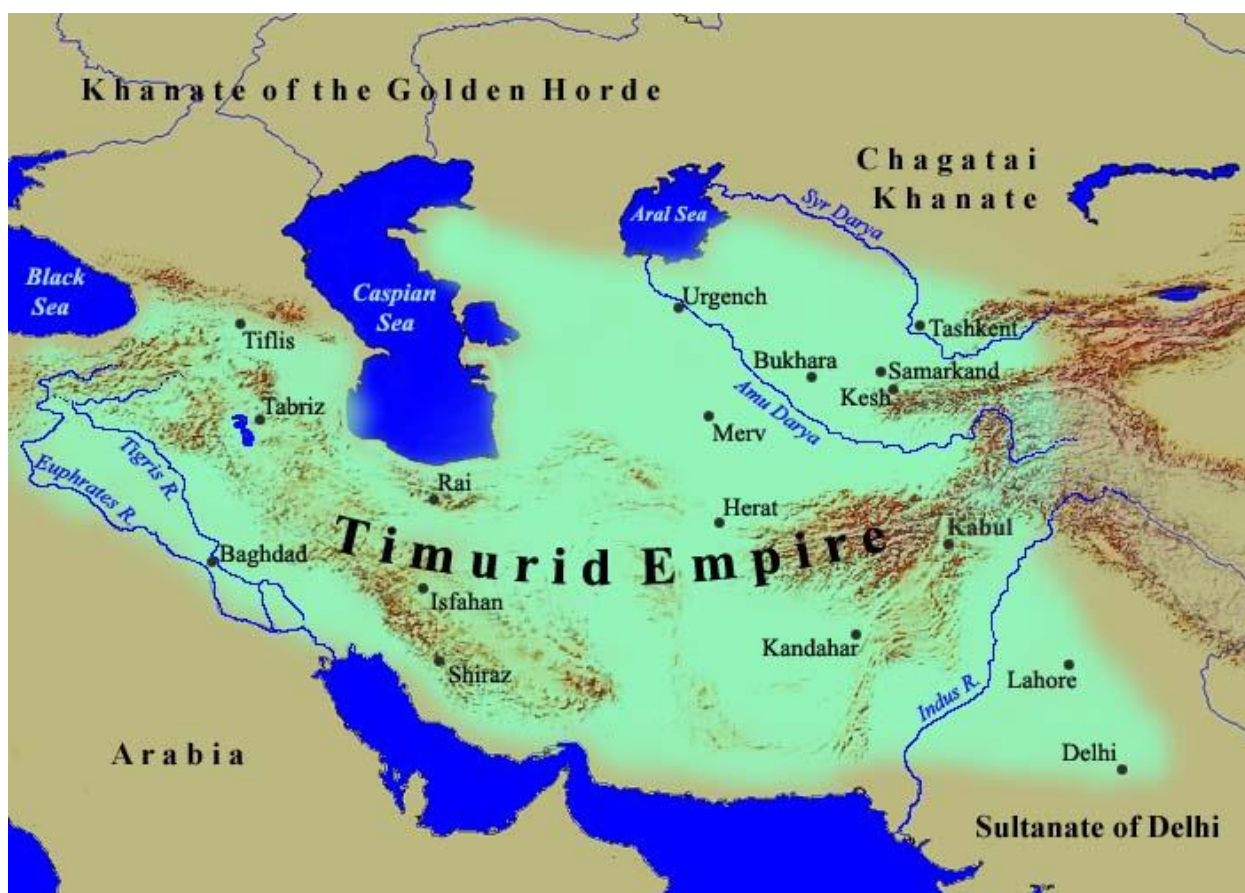 Khanate of the Golden Horde
Chagatai
Khanate
Syr Darya
Aral Sea
Black
Sea
Caspian
Sea
Urgench
Tiflis
Tashkent
Bukhara
Samarkand
Kesh
Tabriz
Amu Darya
Merv
Tigris R.
Euphrates R.
Rai
Herat
Timurid Empire
Kabul
Baghdad
Isfahan
Kandahar
Shiraz
Lahore
Indus R.
Arabia
Delhi
Sultanate of Delhi